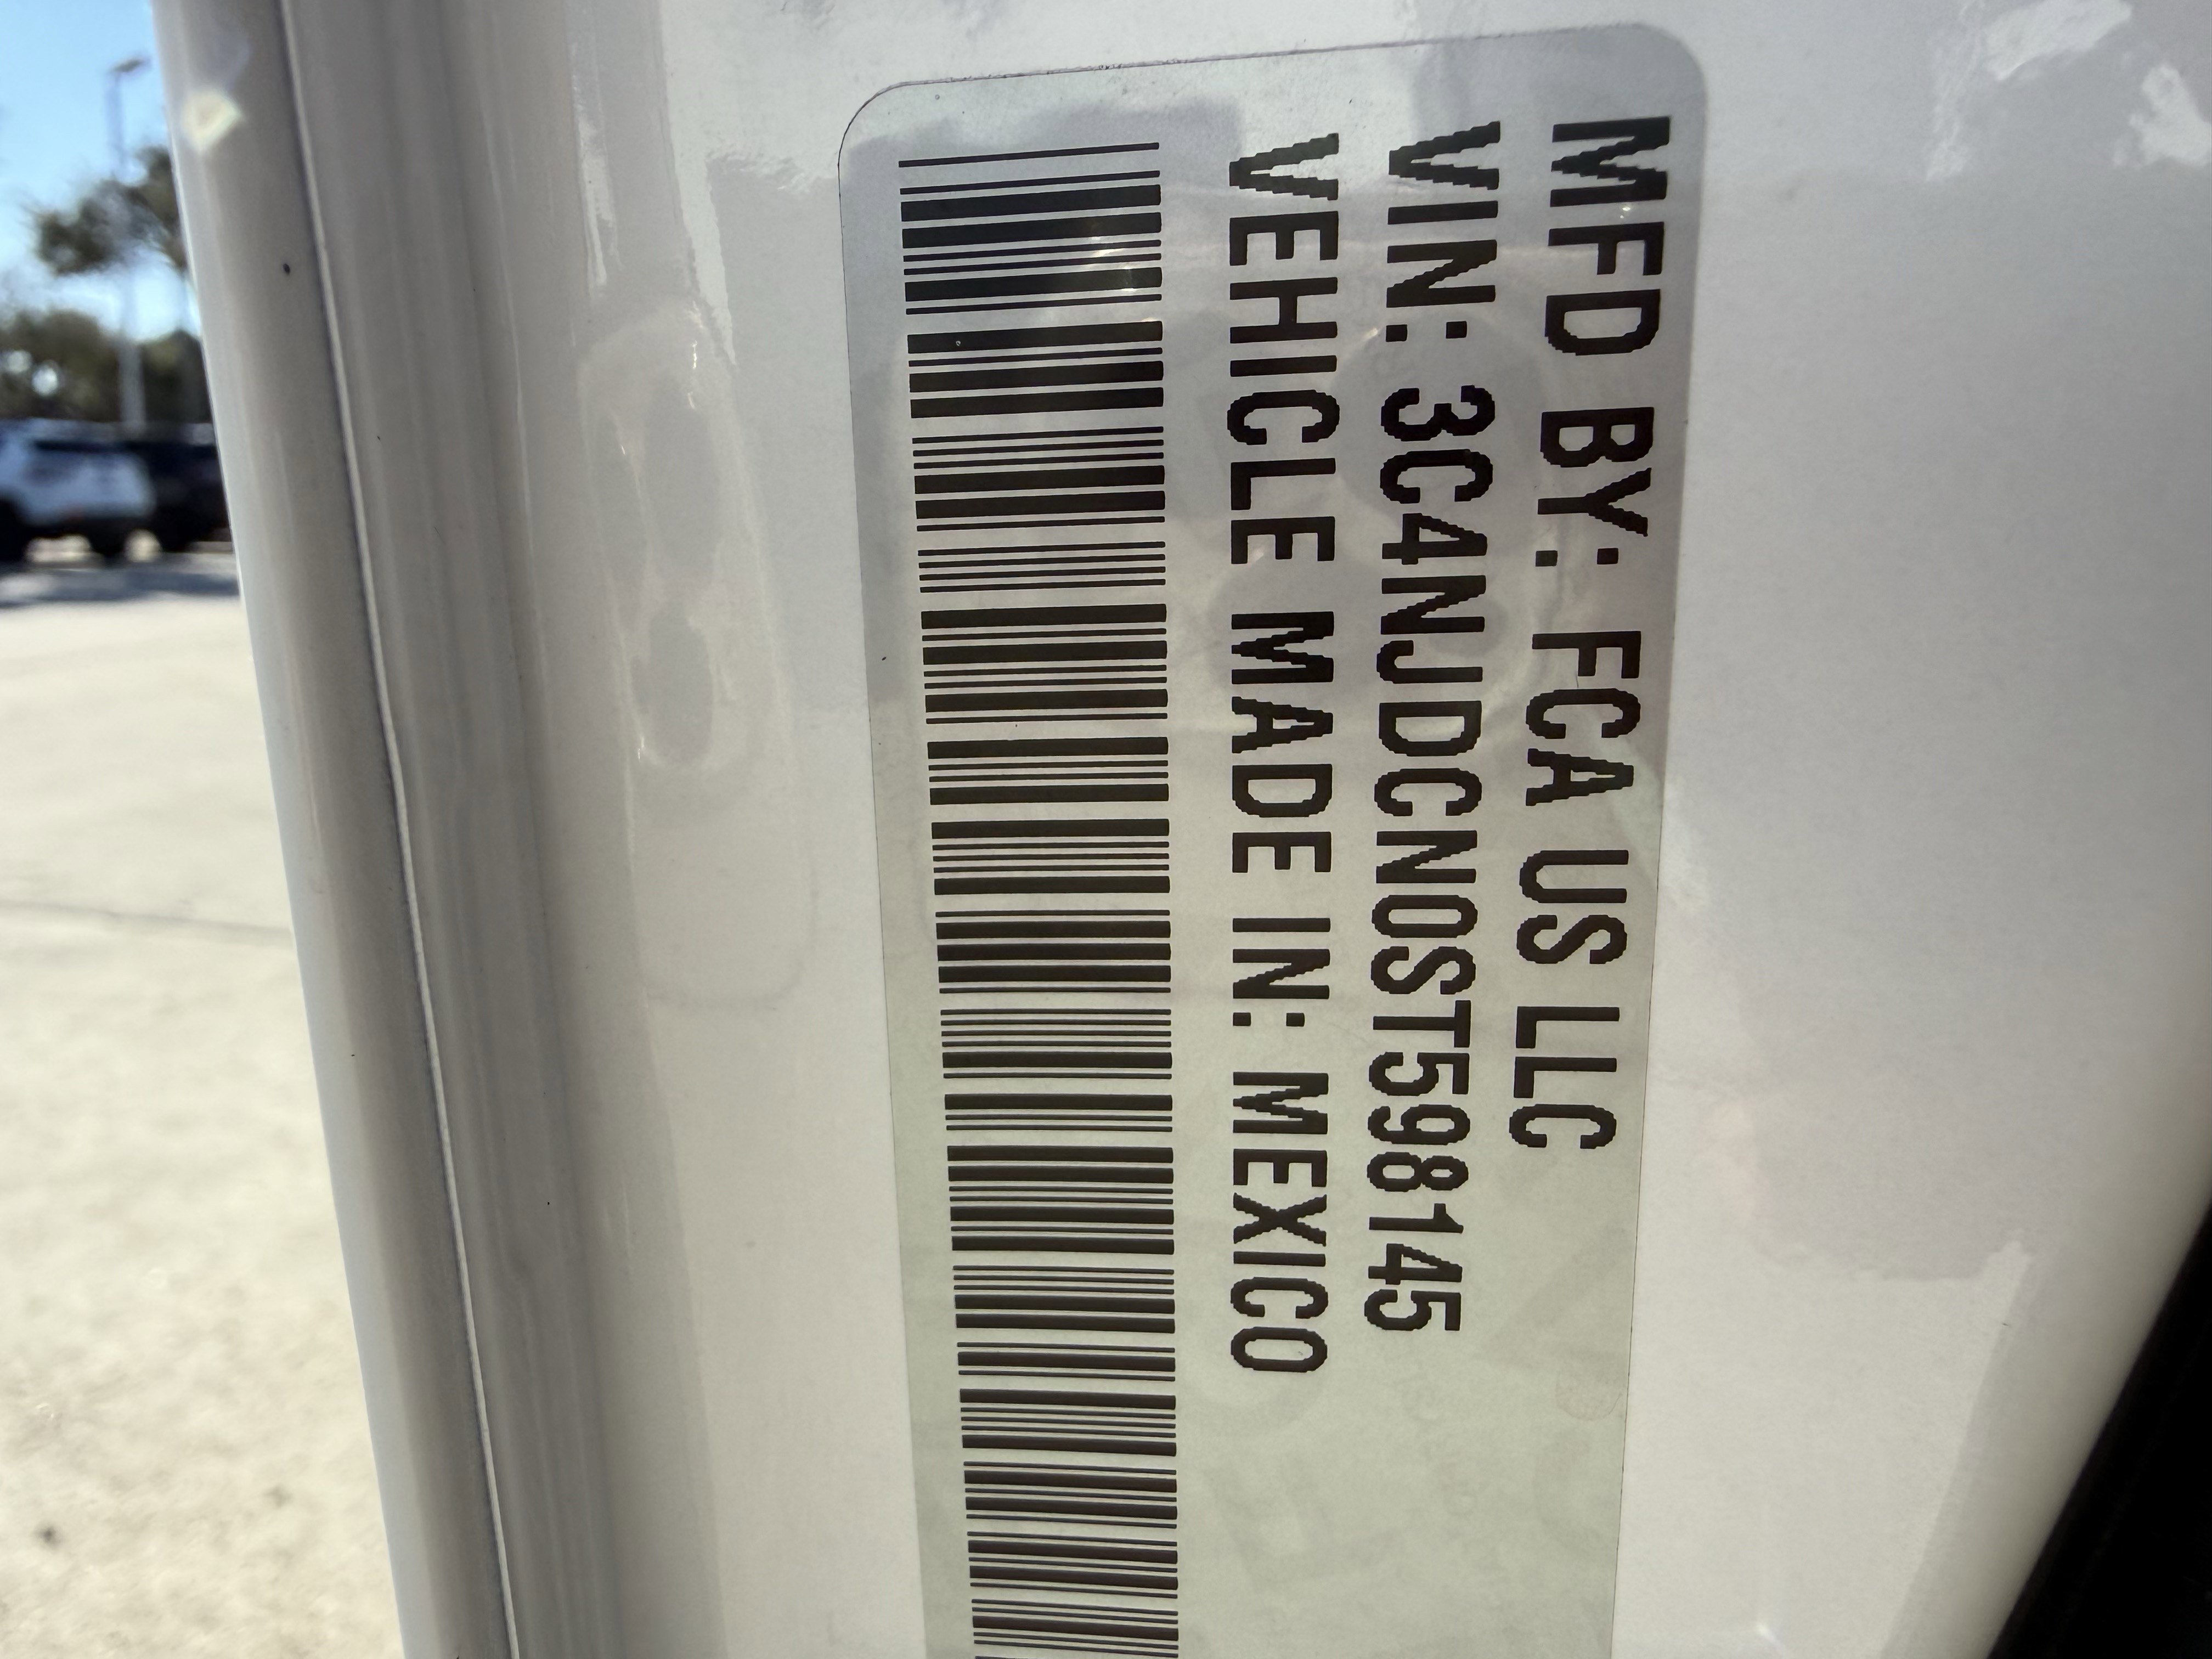 MFD BY: FCA US LLC
VIN: 3C4NJDCN0ST598145
VEHICLE MADE IN: MEXICO